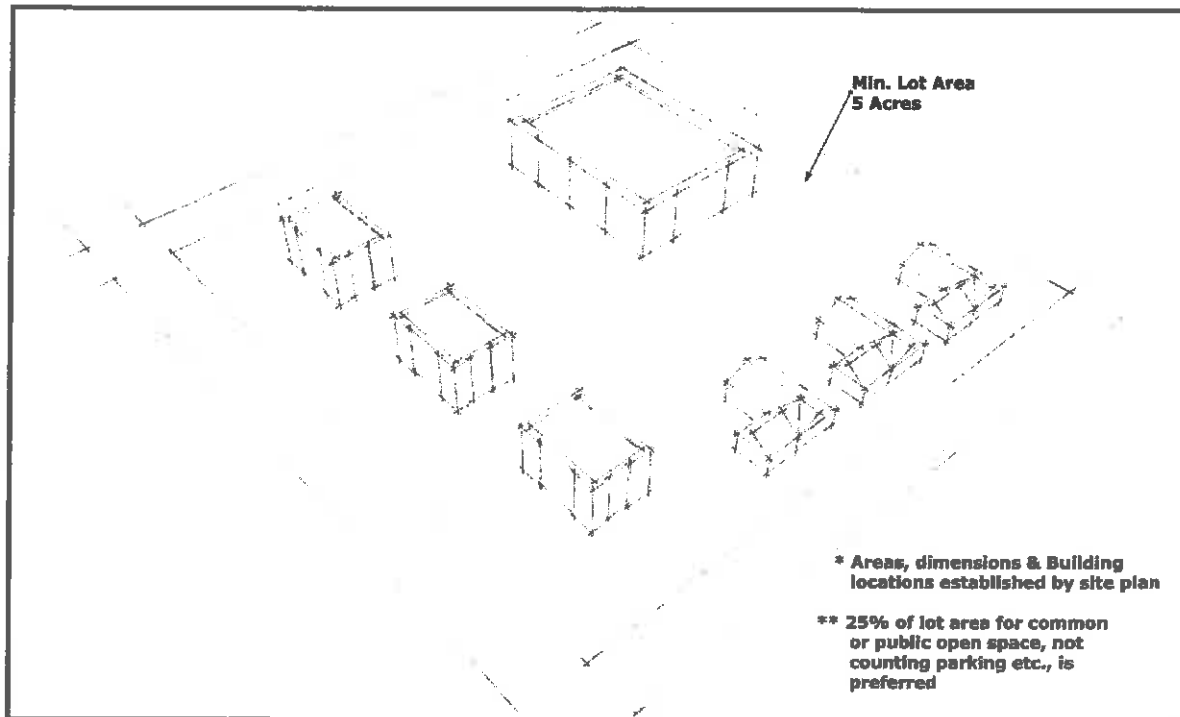 Min. Lot Area
5 Acres
* Areas, dimensions & Building
locations established by site plan
** 25% of lot area for common
or public open space, not
counting parking etc., is
preferred